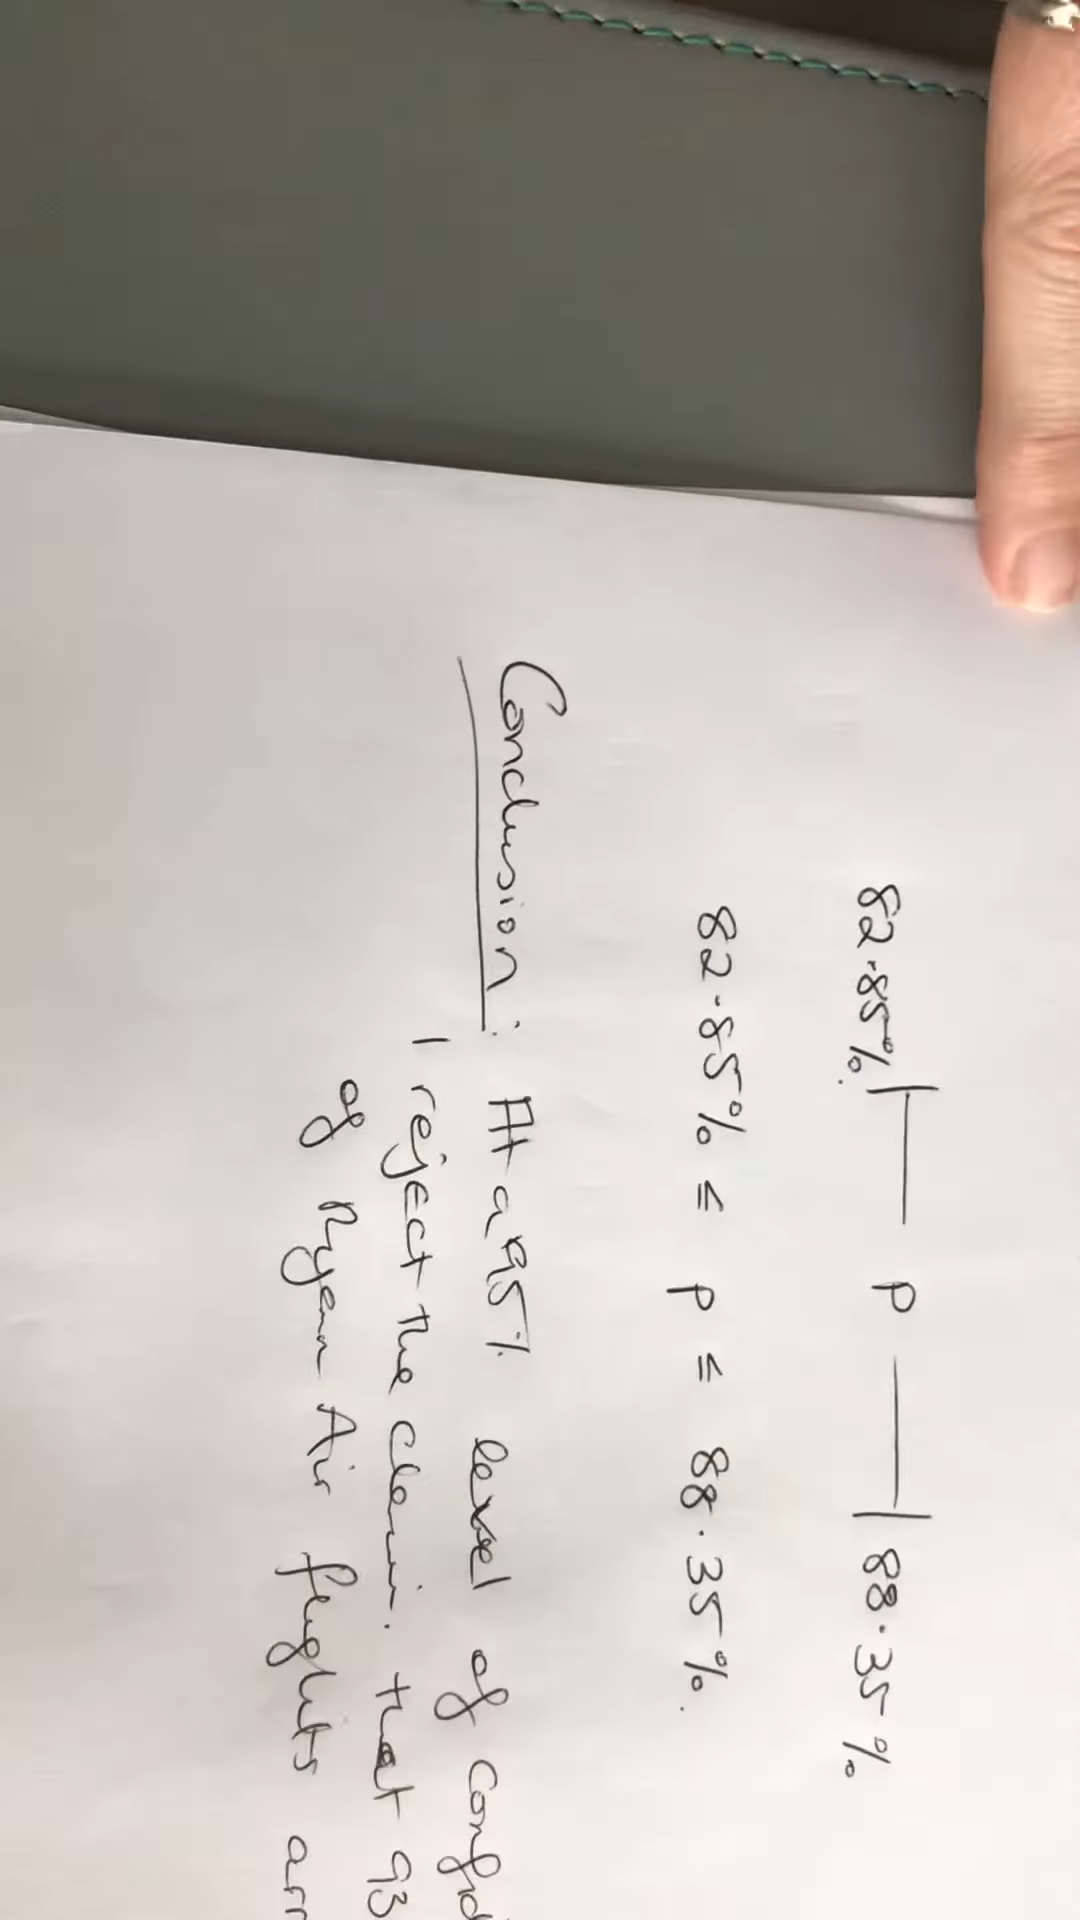 82.85% |— P —| 88.35%
82.85% ≤ P ≤ 88.35%.
Conclusion: At a 95% level of Confid
I reject the claim. that 93
of Ryan Air flights arr